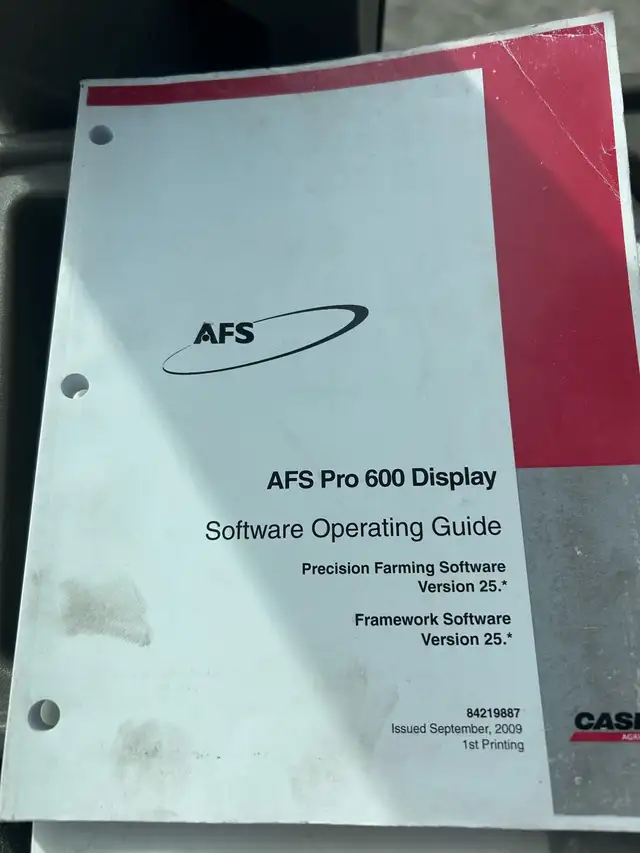 AFS
AFS Pro 600 Display
Software Operating Guide
Precision Farming Software
Version 25.*
Framework Software
Version 25.*
84219887
Issued September, 2009
1st Printing